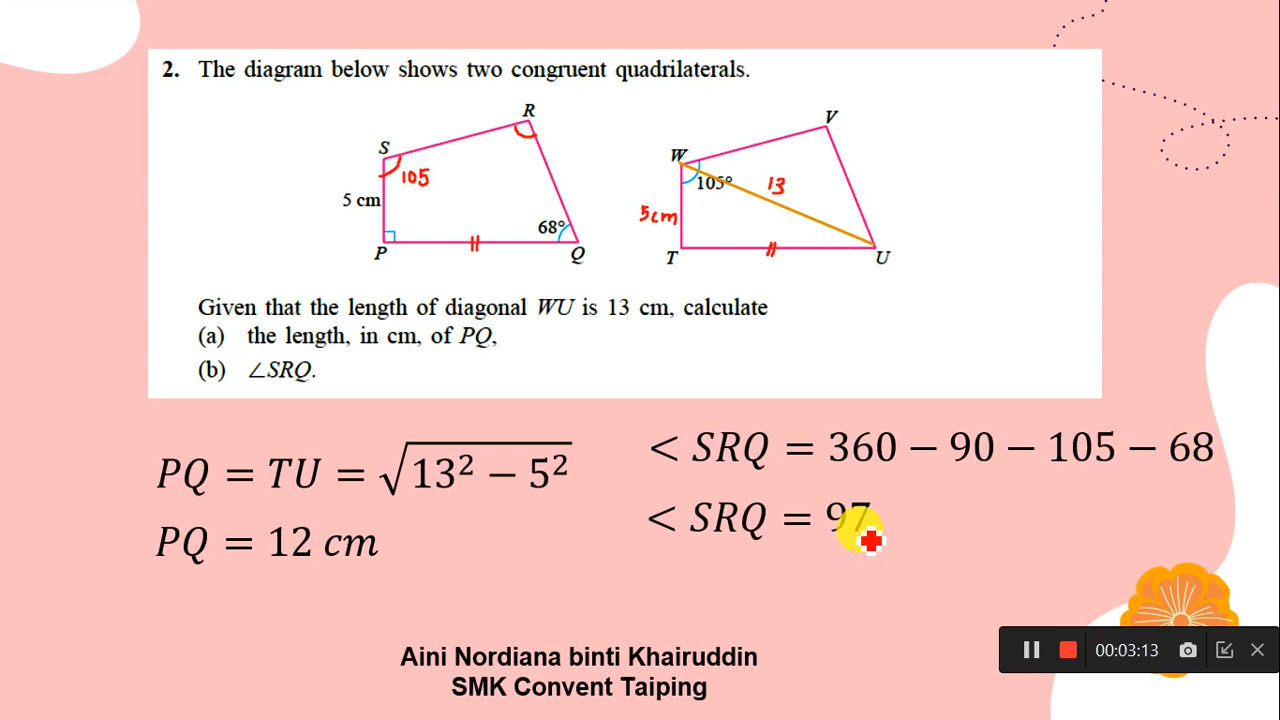 2. The diagram below shows two congruent quadrilaterals.
R
S
105
5 cm
68°
P
Q
V
W
105°
13
5cm
T
U
Given that the length of diagonal WU is 13 cm, calculate
(a) the length, in cm, of PQ,
(b) ∠SRQ.
PQ = TU = √13² − 5²
PQ = 12 cm
< SRQ = 360 − 90 − 105 − 68
< SRQ = 97
Aini Nordiana binti Khairuddin
SMK Convent Taiping
00:03:13